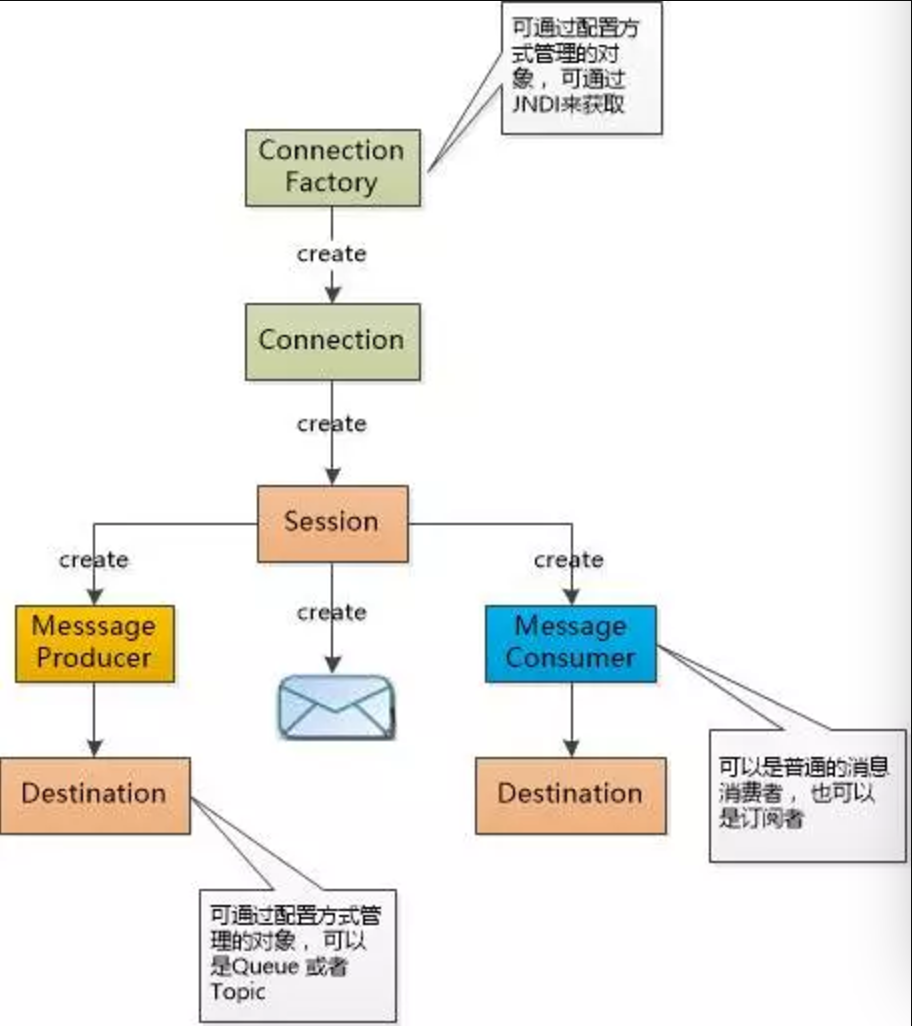 可通过配置方
式管理的对
象，可通过
JNDI来获取
Connection
Factory
create
Connection
create
Session
create
create
create
Messsage
Producer
Message
Consumer
Destination
Destination
可以是普通的消息
消费者，也可以
是订阅者
可通过配置方式管
理的对象，可以
是Queue 或者
Topic